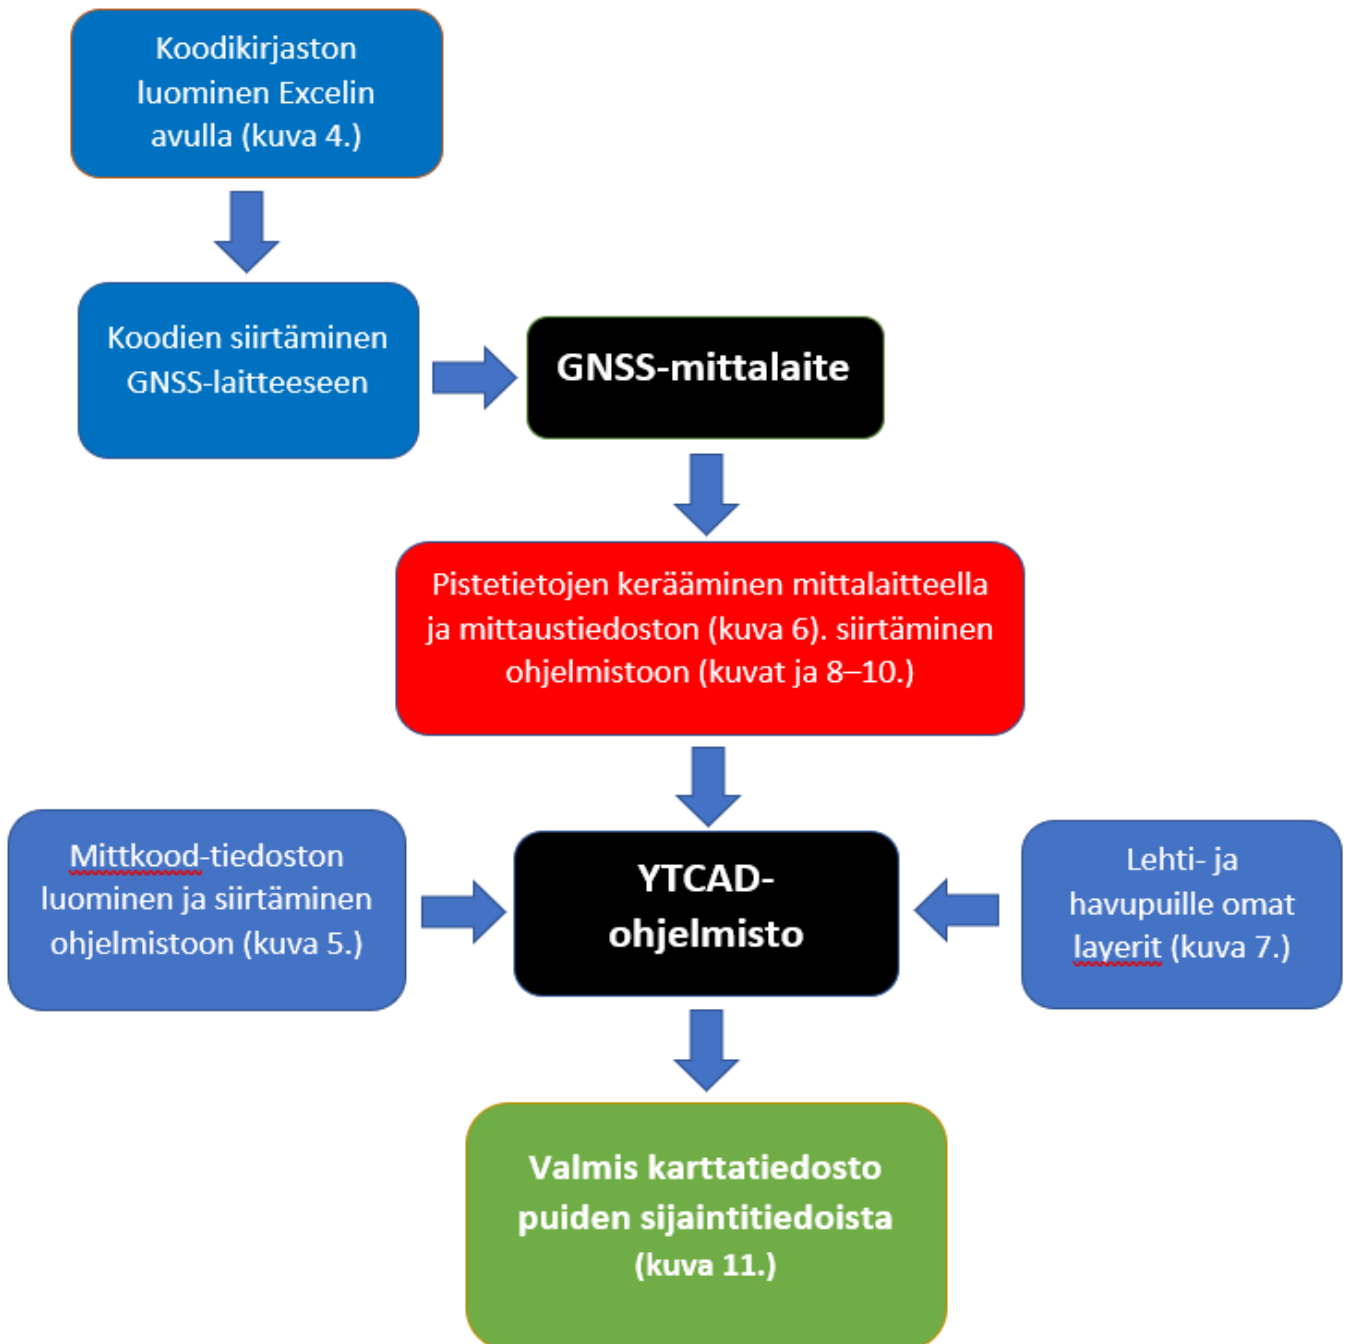 Koodikirjaston
luominen Excelin
avulla (kuva 4.)
Koodien siirtäminen
GNSS-laitteeseen
GNSS-mittalaite
Pistetietojen kerääminen mittalaitteella
ja mittaustiedoston (kuva 6). siirtäminen
ohjelmistoon (kuvat ja 8–10.)
Mittkood-tiedoston
luominen ja siirtäminen
ohjelmistoon (kuva 5.)
YTCAD-
ohjelmisto
Lehti- ja
havupuille omat
layerit (kuva 7.)
Valmis karttatiedosto
puiden sijaintitiedoista
(kuva 11.)